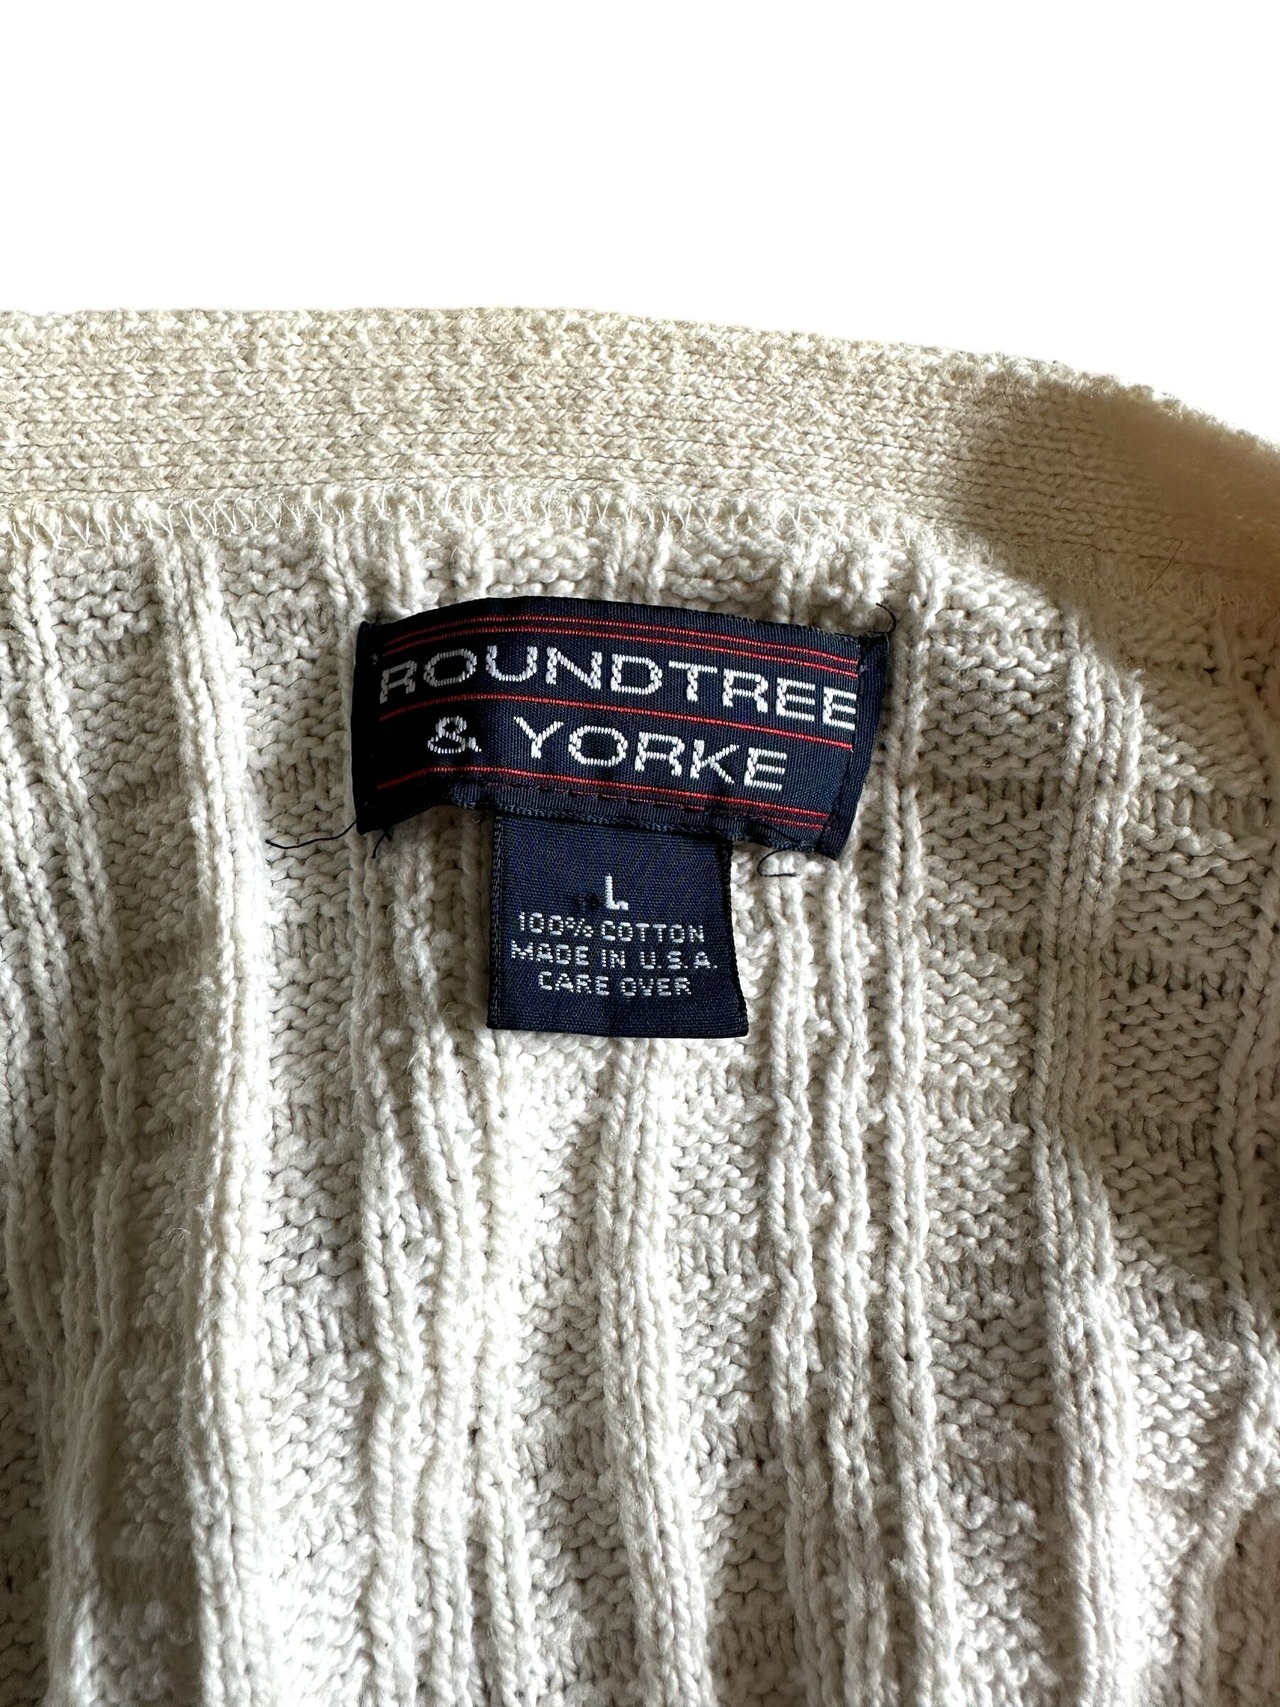 ROUNDTREE
& YORKE
L
100% COTTON
MADE IN U.S.A.
CARE OVER